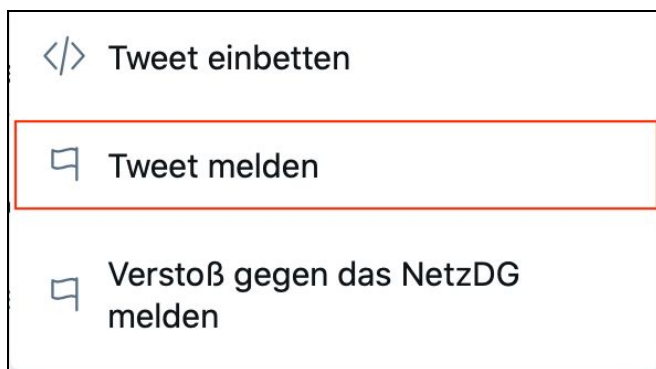 Tweet einbetten
Tweet melden
Verstoß gegen das NetzDG
melden